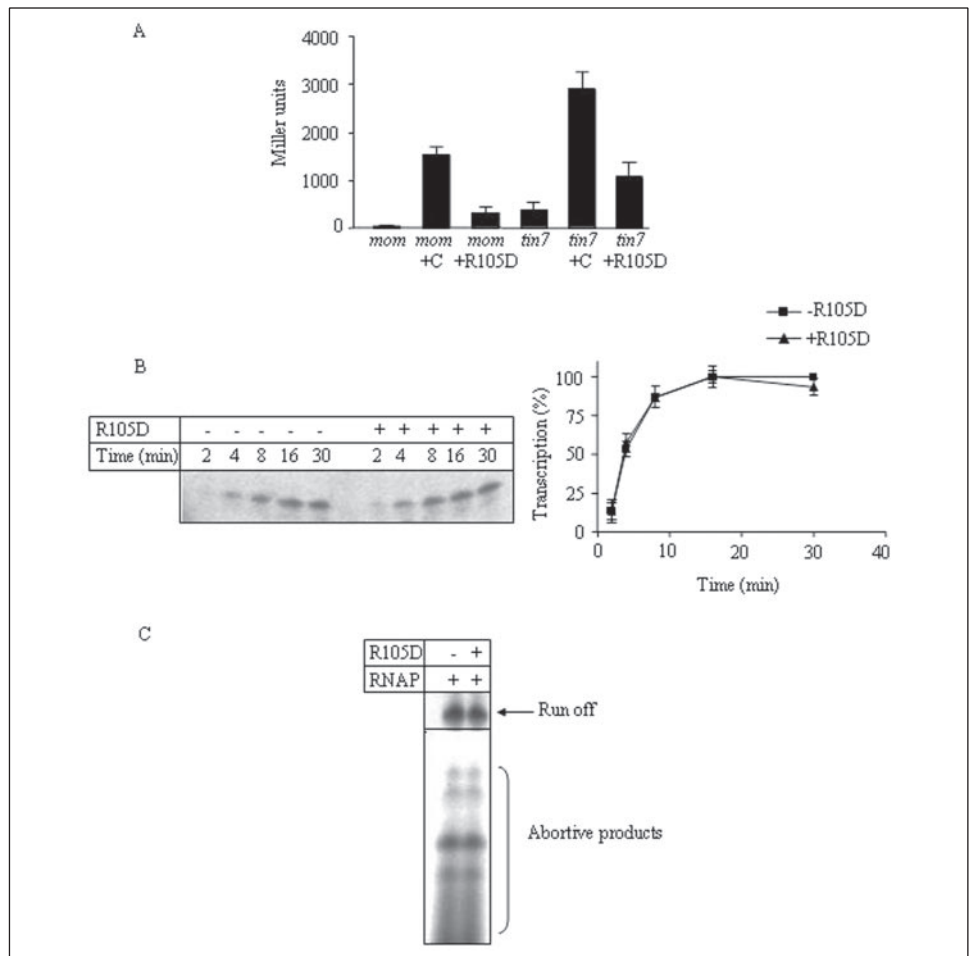 A
Miller units
4000
3000
2000
1000
0
mom
mom
+C
mom
+R105D
tin7
tin7
+C
tin7
+R105D
B
R105D - - - - - + + + + +
Time (min) 2 4 8 16 30 2 4 8 16 30
-R105D
+R105D
Transcription (%)
100
75
50
25
0
0 10 20 30 40
Time (min)
C
R105D - +
RNAP + +
Run off
Abortive products